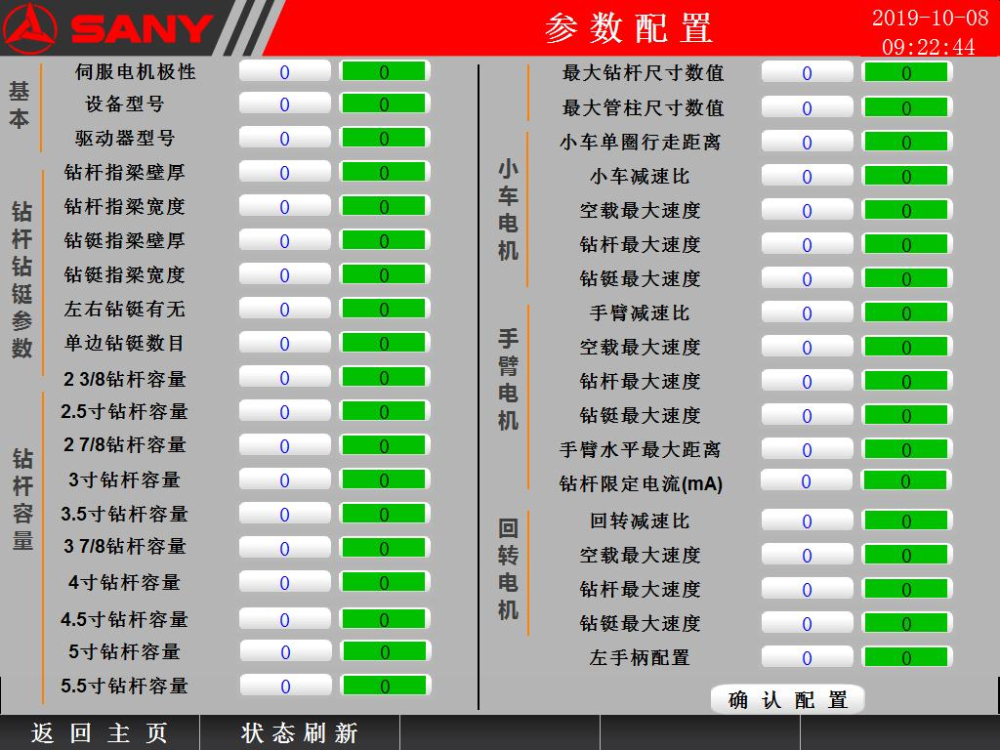 SANY
参数配置
2019-10-08
09:22:44
基本
伺服电机极性 0 0
设备型号 0 0
驱动器型号 0 0
钻杆钻铤参数
钻杆指梁壁厚 0 0
钻杆指梁宽度 0 0
钻铤指梁壁厚 0 0
钻铤指梁宽度 0 0
左右钻铤有无 0 0
单边钻铤数目 0 0
钻杆容量
2 3/8钻杆容量 0 0
2.5寸钻杆容量 0 0
2 7/8钻杆容量 0 0
3寸钻杆容量 0 0
3.5寸钻杆容量 0 0
3 7/8钻杆容量 0 0
4寸钻杆容量 0 0
4.5寸钻杆容量 0 0
5寸钻杆容量 0 0
5.5寸钻杆容量 0 0
最大钻杆尺寸数值 0 0
最大管柱尺寸数值 0 0
小车电机
小车单圈行走距离 0 0
小车减速比 0 0
空载最大速度 0 0
钻杆最大速度 0 0
钻铤最大速度 0 0
手臂电机
手臂减速比 0 0
空载最大速度 0 0
钻杆最大速度 0 0
钻铤最大速度 0 0
手臂水平最大距离 0 0
钻杆限定电流(mA) 0 0
回转电机
回转减速比 0 0
空载最大速度 0 0
钻杆最大速度 0 0
钻铤最大速度 0 0
左手柄配置 0 0
确认配置
返回主页
状态刷新